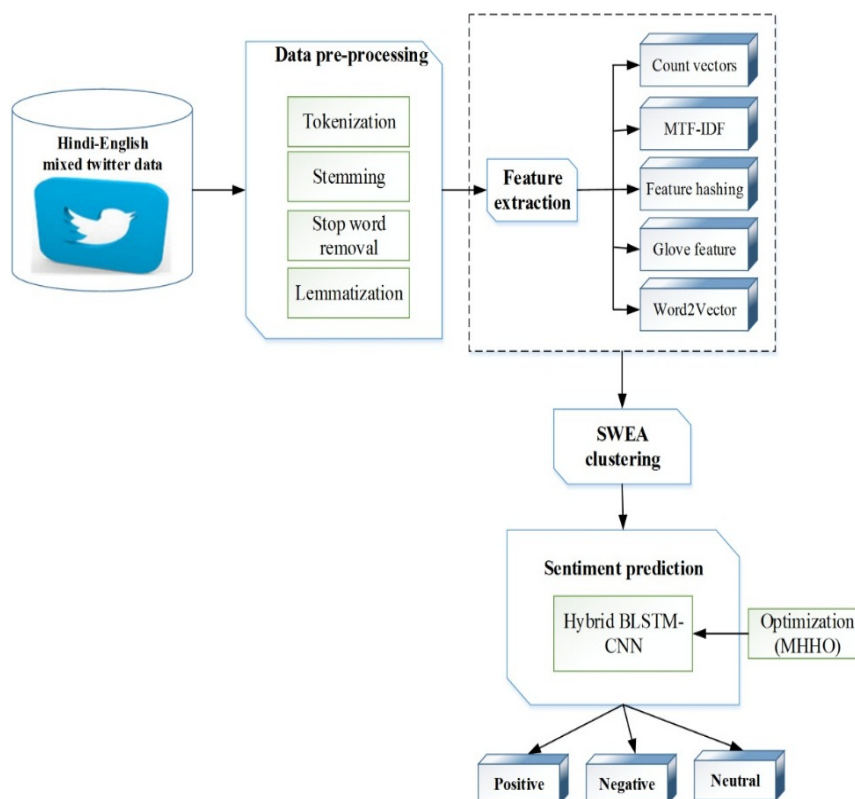 Hindi-English
mixed twitter data
Data pre-processing
Tokenization
Stemming
Stop word
removal
Lemmatization
Feature
extraction
Count vectors
MTF-IDF
Feature hashing
Glove feature
Word2Vector
SWEA
clustering
Sentiment prediction
Hybrid BLSTM-
CNN
Optimization
(MHHO)
Positive
Negative
Neutral